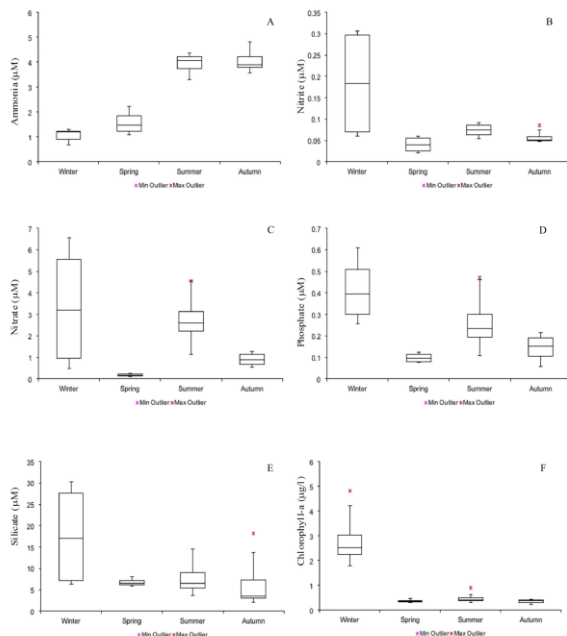 A
Ammonia (µM)
6
5
4
3
2
1
0
Winter Spring Summer Autumn
Min Outlier Max Outlier
B
Nitrite (µM)
0.35
0.3
0.25
0.2
0.15
0.1
0.05
0
Winter Spring Summer Autumn
Min Outlier Max Outlier
C
Nitrate (µM)
7
6
5
4
3
2
1
0
Winter Spring Summer Autumn
Min Outlier Max Outlier
D
Phosphate (µM)
0.7
0.6
0.5
0.4
0.3
0.2
0.1
0
Winter Spring Summer Autumn
Min Outlier Max Outlier
E
Silicate (µM)
35
30
25
20
15
10
5
0
Winter Spring Summer Autumn
Min Outlier Max Outlier
F
Chlorophyll-a (µg/l)
6
5
4
3
2
1
0
Winter Spring Summer Autumn
Min Outlier Max Outlier